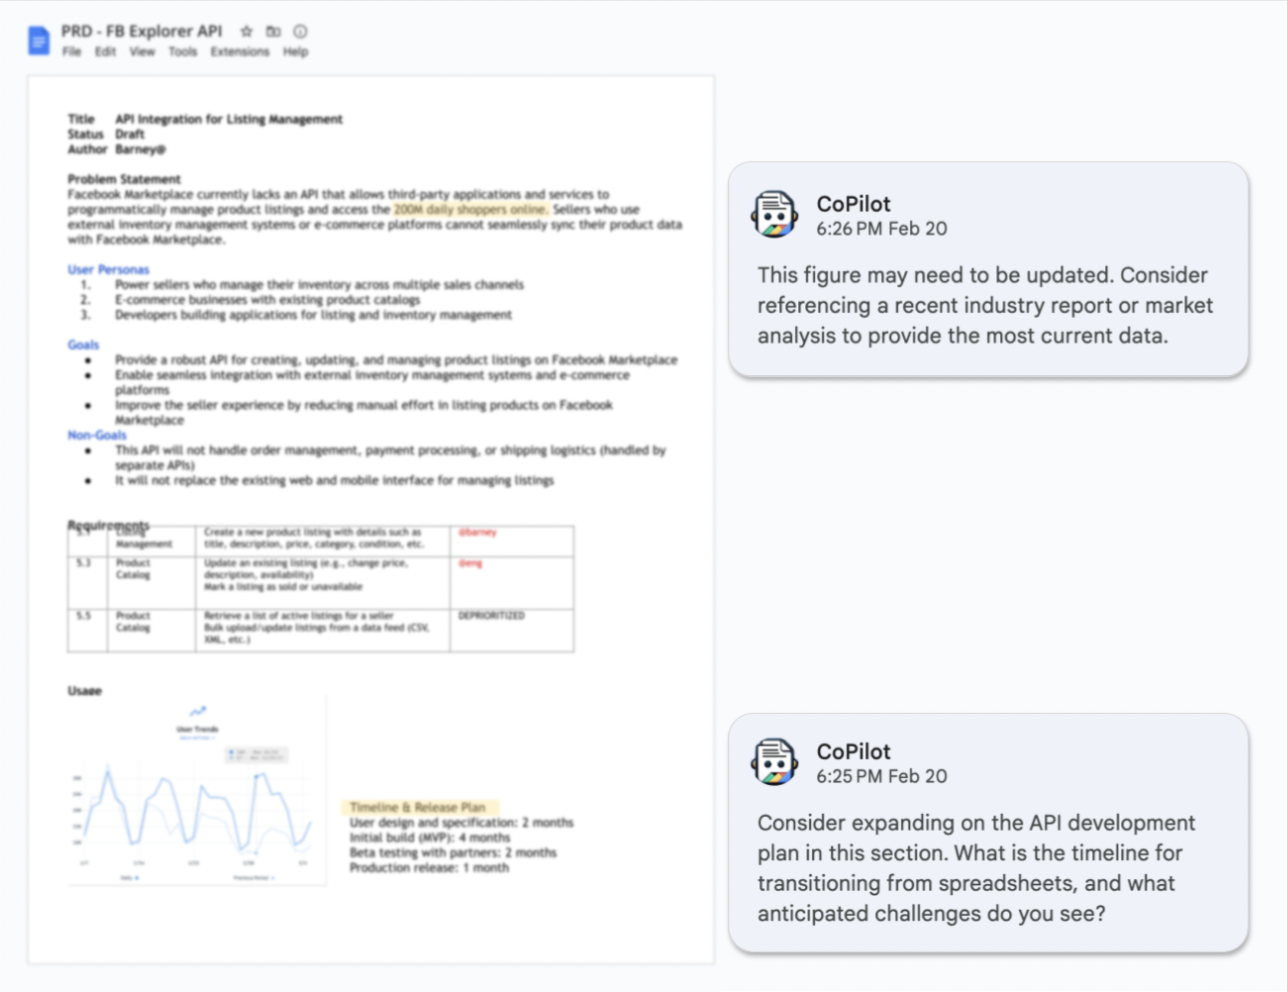 PRD - FB Explorer API
File Edit View Tools Extensions Help
Title API Integration for Listing Management
Status Draft
Author Barney@
Problem Statement
Facebook Marketplace currently lacks an API that allows third-party applications and services to
programmatically manage product listings and access the 200M daily shoppers online. Sellers who use
external inventory management systems or e-commerce platforms cannot seamlessly sync their product data
with Facebook Marketplace.
User Personas
1. Power sellers who manage their inventory across multiple sales channels
2. E-commerce businesses with existing product catalogs
3. Developers building applications for listing and inventory management
Goals
● Provide a robust API for creating, updating, and managing product listings on Facebook Marketplace
● Enable seamless integration with external inventory management systems and e-commerce
platforms
● Improve the seller experience by reducing manual effort in listing products on Facebook
Marketplace
Non-Goals
● This API will not handle order management, payment processing, or shipping logistics (handled by
separate APIs)
● It will not replace the existing web and mobile interface for managing listings
Requirements
5.1 Listing Create a new product listing with details such as @barney
Management title, description, price, category, condition, etc.
5.3 Product Update an existing listing (e.g., change price, @eng
Catalog description, availability)
Mark a listing as sold or unavailable
5.5 Product Retrieve a list of active listings for a seller DEPRIORITIZED
Catalog Bulk upload/update listings from a data feed (CSV,
XML, etc.)
Usage
User Trends
Daily
Timeline & Release Plan
User design and specification: 2 months
Initial build (MVP): 4 months
Beta testing with partners: 2 months
Production release: 1 month
CoPilot
6:26 PM Feb 20
This figure may need to be updated. Consider
referencing a recent industry report or market
analysis to provide the most current data.
CoPilot
6:25 PM Feb 20
Consider expanding on the API development
plan in this section. What is the timeline for
transitioning from spreadsheets, and what
anticipated challenges do you see?